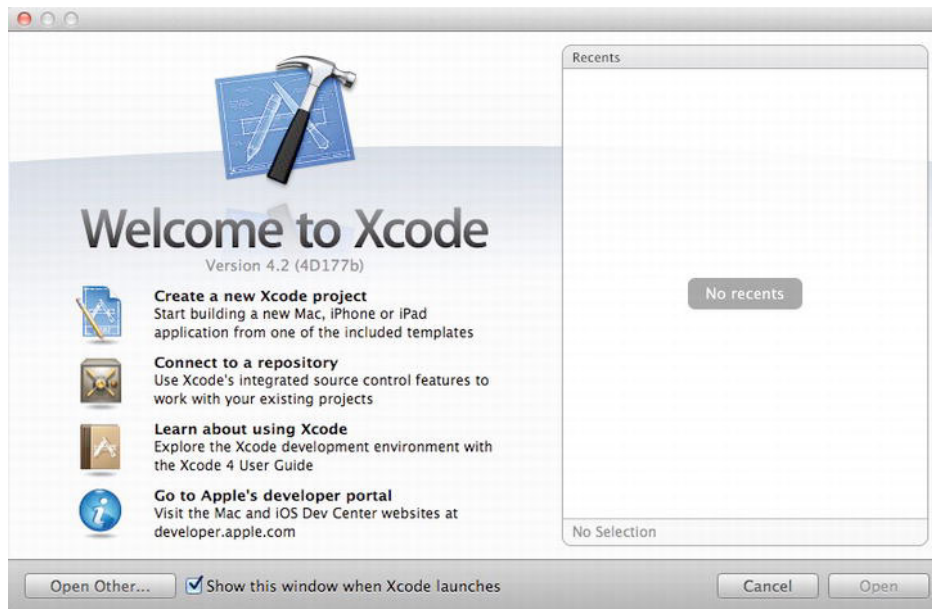 Recents
Welcome to Xcode
Version 4.2 (4D177b)
Create a new Xcode project
Start building a new Mac, iPhone or iPad
application from one of the included templates
Connect to a repository
Use Xcode's integrated source control features to
work with your existing projects
Learn about using Xcode
Explore the Xcode development environment with
the Xcode 4 User Guide
Go to Apple's developer portal
Visit the Mac and iOS Dev Center websites at
developer.apple.com
No recents
No Selection
Open Other...
Show this window when Xcode launches
Cancel
Open